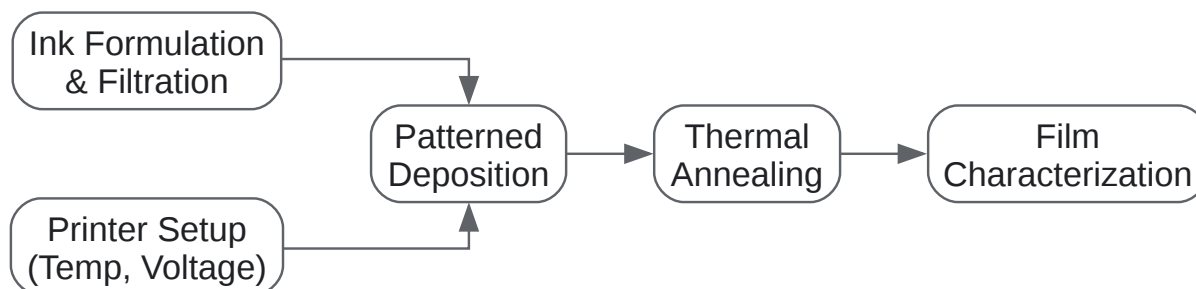 Ink Formulation
& Filtration
Patterned
Deposition
Thermal
Annealing
Film
Characterization
Printer Setup
(Temp, Voltage)